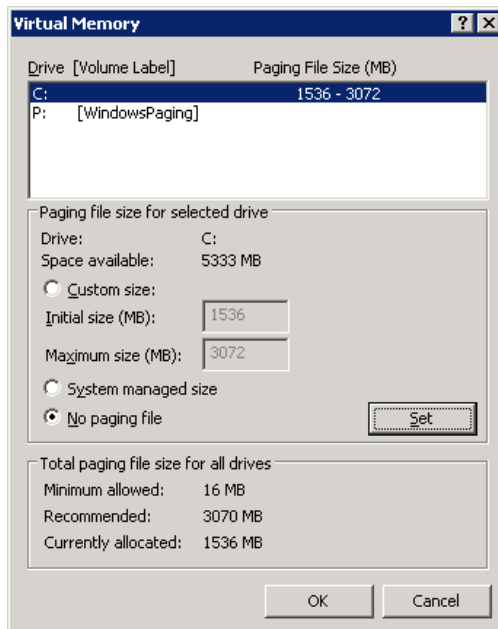 Virtual Memory
Drive [Volume Label] Paging File Size (MB)
C: 1536 - 3072
P: [WindowsPaging]
Paging file size for selected drive
Drive: C:
Space available: 5333 MB
Custom size:
Initial size (MB): 1536
Maximum size (MB): 3072
System managed size
No paging file Set
Total paging file size for all drives
Minimum allowed: 16 MB
Recommended: 3070 MB
Currently allocated: 1536 MB
OK Cancel